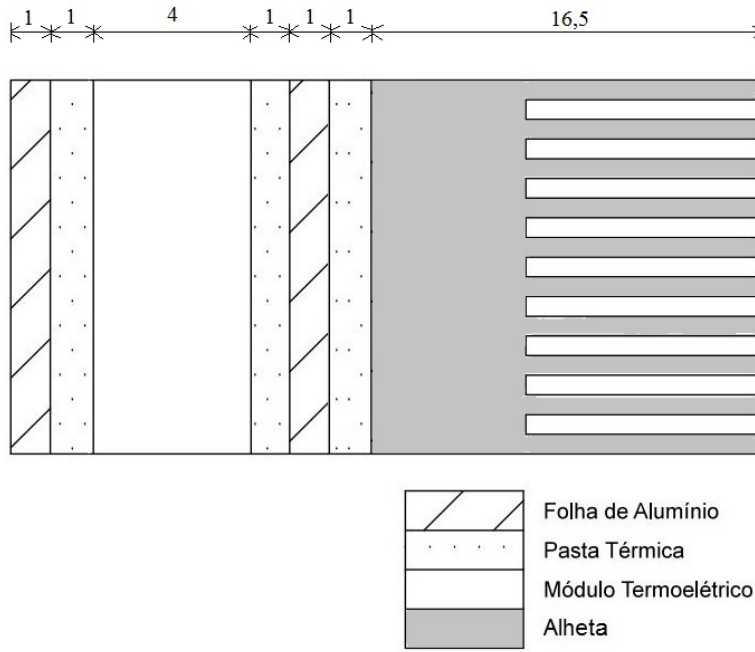 1 1 4 1 1 1 16,5
Folha de Alumínio
Pasta Térmica
Módulo Termoelétrico
Alheta